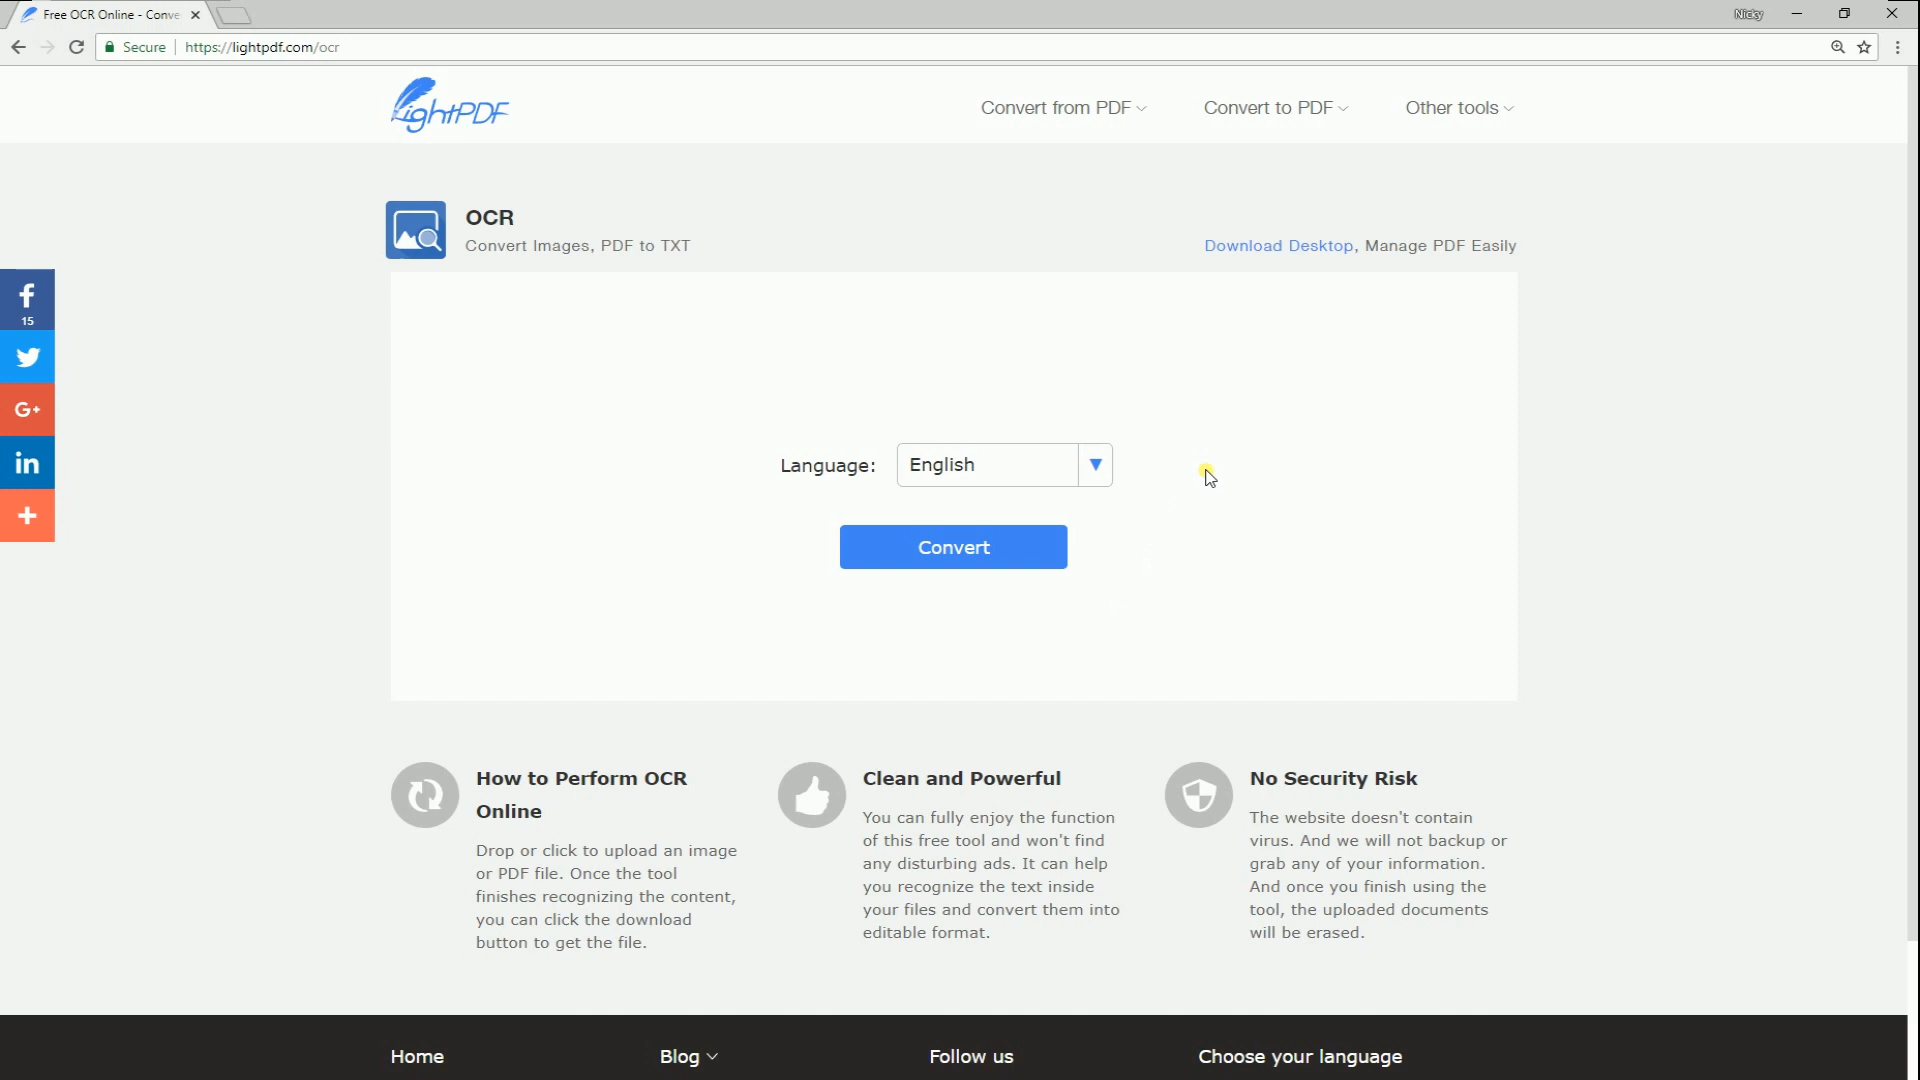 Free OCR Online - Conve
Nicky
Secure
https://lightpdf.com/ocr
LightPDF
Convert from PDF
Convert to PDF
Other tools
OCR
Convert Images, PDF to TXT
Download Desktop, Manage PDF Easily
f
15
G+
in
Language:
English
Convert
How to Perform OCR
Online
Drop or click to upload an image
or PDF file. Once the tool
finishes recognizing the content,
you can click the download
button to get the file.
Clean and Powerful
You can fully enjoy the function
of this free tool and won't find
any disturbing ads. It can help
you recognize the text inside
your files and convert them into
editable format.
No Security Risk
The website doesn't contain
virus. And we will not backup or
grab any of your information.
And once you finish using the
tool, the uploaded documents
will be erased.
Home
Blog
Follow us
Choose your language